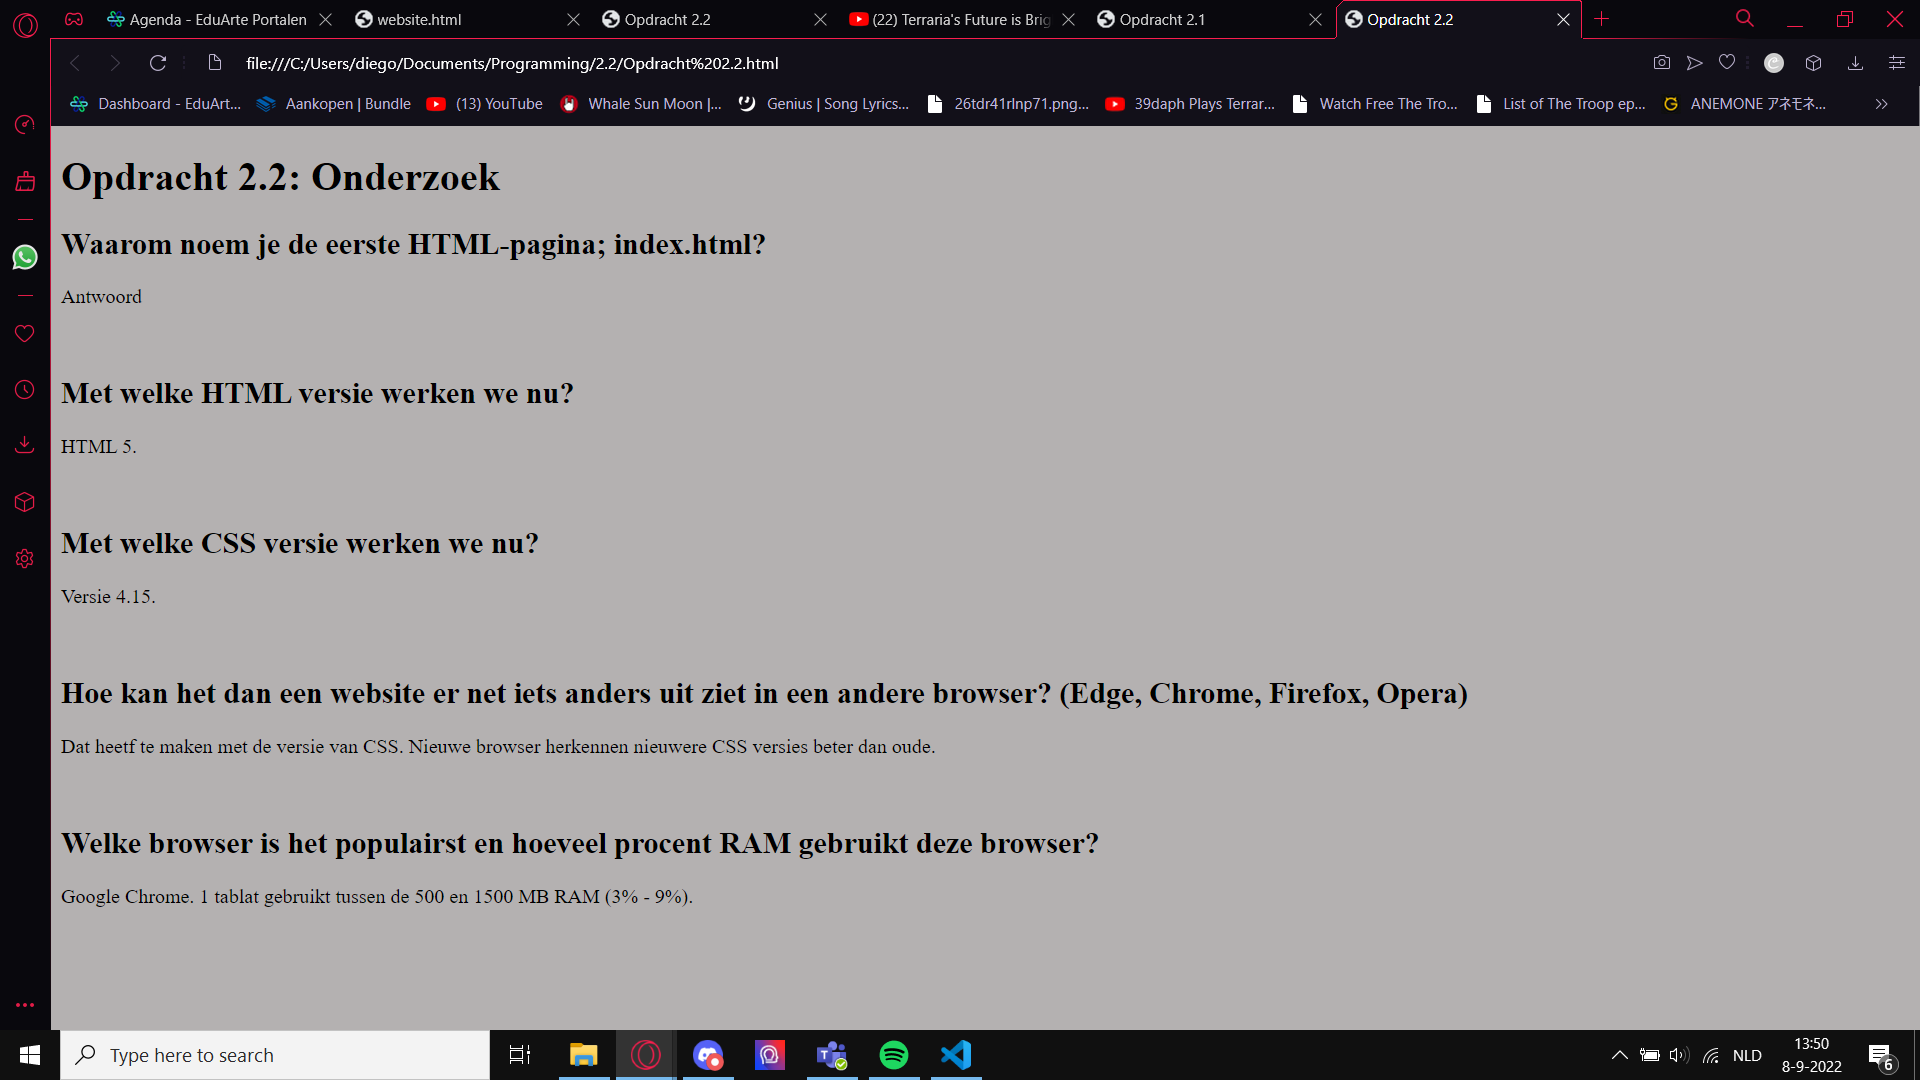 Agenda - EduArte Portalen
website.html
Opdracht 2.2
(22) Terraria's Future is Brig
Opdracht 2.1
Opdracht 2.2
file:///C:/Users/diego/Documents/Programming/2.2/Opdracht%202.2.html
Dashboard - EduArt...
Aankopen | Bundle
(13) YouTube
Whale Sun Moon |...
Genius | Song Lyrics...
26tdr41rlnp71.png...
39daph Plays Terrar...
Watch Free The Tro...
List of The Troop ep...
ANEMONE アネモネ...
Opdracht 2.2: Onderzoek
Waarom noem je de eerste HTML-pagina; index.html?
Antwoord
Met welke HTML versie werken we nu?
HTML 5.
Met welke CSS versie werken we nu?
Versie 4.15.
Hoe kan het dan een website er net iets anders uit ziet in een andere browser? (Edge, Chrome, Firefox, Opera)
Dat heetf te maken met de versie van CSS. Nieuwe browser herkennen nieuwere CSS versies beter dan oude.
Welke browser is het populairst en hoeveel procent RAM gebruikt deze browser?
Google Chrome. 1 tablat gebruikt tussen de 500 en 1500 MB RAM (3% - 9%).
Type here to search
NLD
13:50
8-9-2022
6